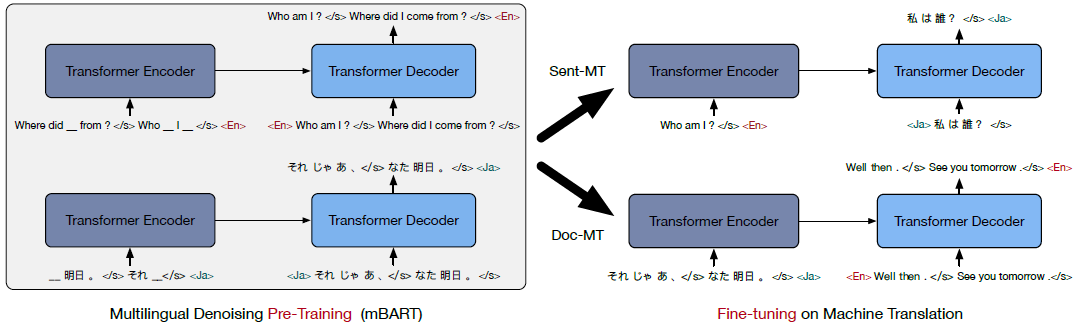 Who am I ? </s> Where did I come from ? </s> <En>
Transformer Encoder
Transformer Decoder
Where did __ from ? </s> Who __ I __ </s> <En>
<En> Who am I ? </s> Where did I come from ? </s>
それ じゃ あ 、</s> なた 明日 。 </s> <Ja>
Transformer Encoder
Transformer Decoder
__ 明日 。 </s> それ __</s> <Ja>
<Ja> それ じゃ あ 、</s> なた 明日 。 </s>
Multilingual Denoising Pre-Training (mBART)
Sent-MT
Doc-MT
私 は 誰？ </s> <Ja>
Transformer Encoder
Transformer Decoder
Who am I ? </s> <En>
<Ja> 私 は 誰？ </s>
Well then . </s> See you tomorrow .</s> <En>
Transformer Encoder
Transformer Decoder
それ じゃ あ 、</s> なた 明日 。 </s> <Ja>
<En> Well then . </s> See you tomorrow .</s>
Fine-tuning on Machine Translation